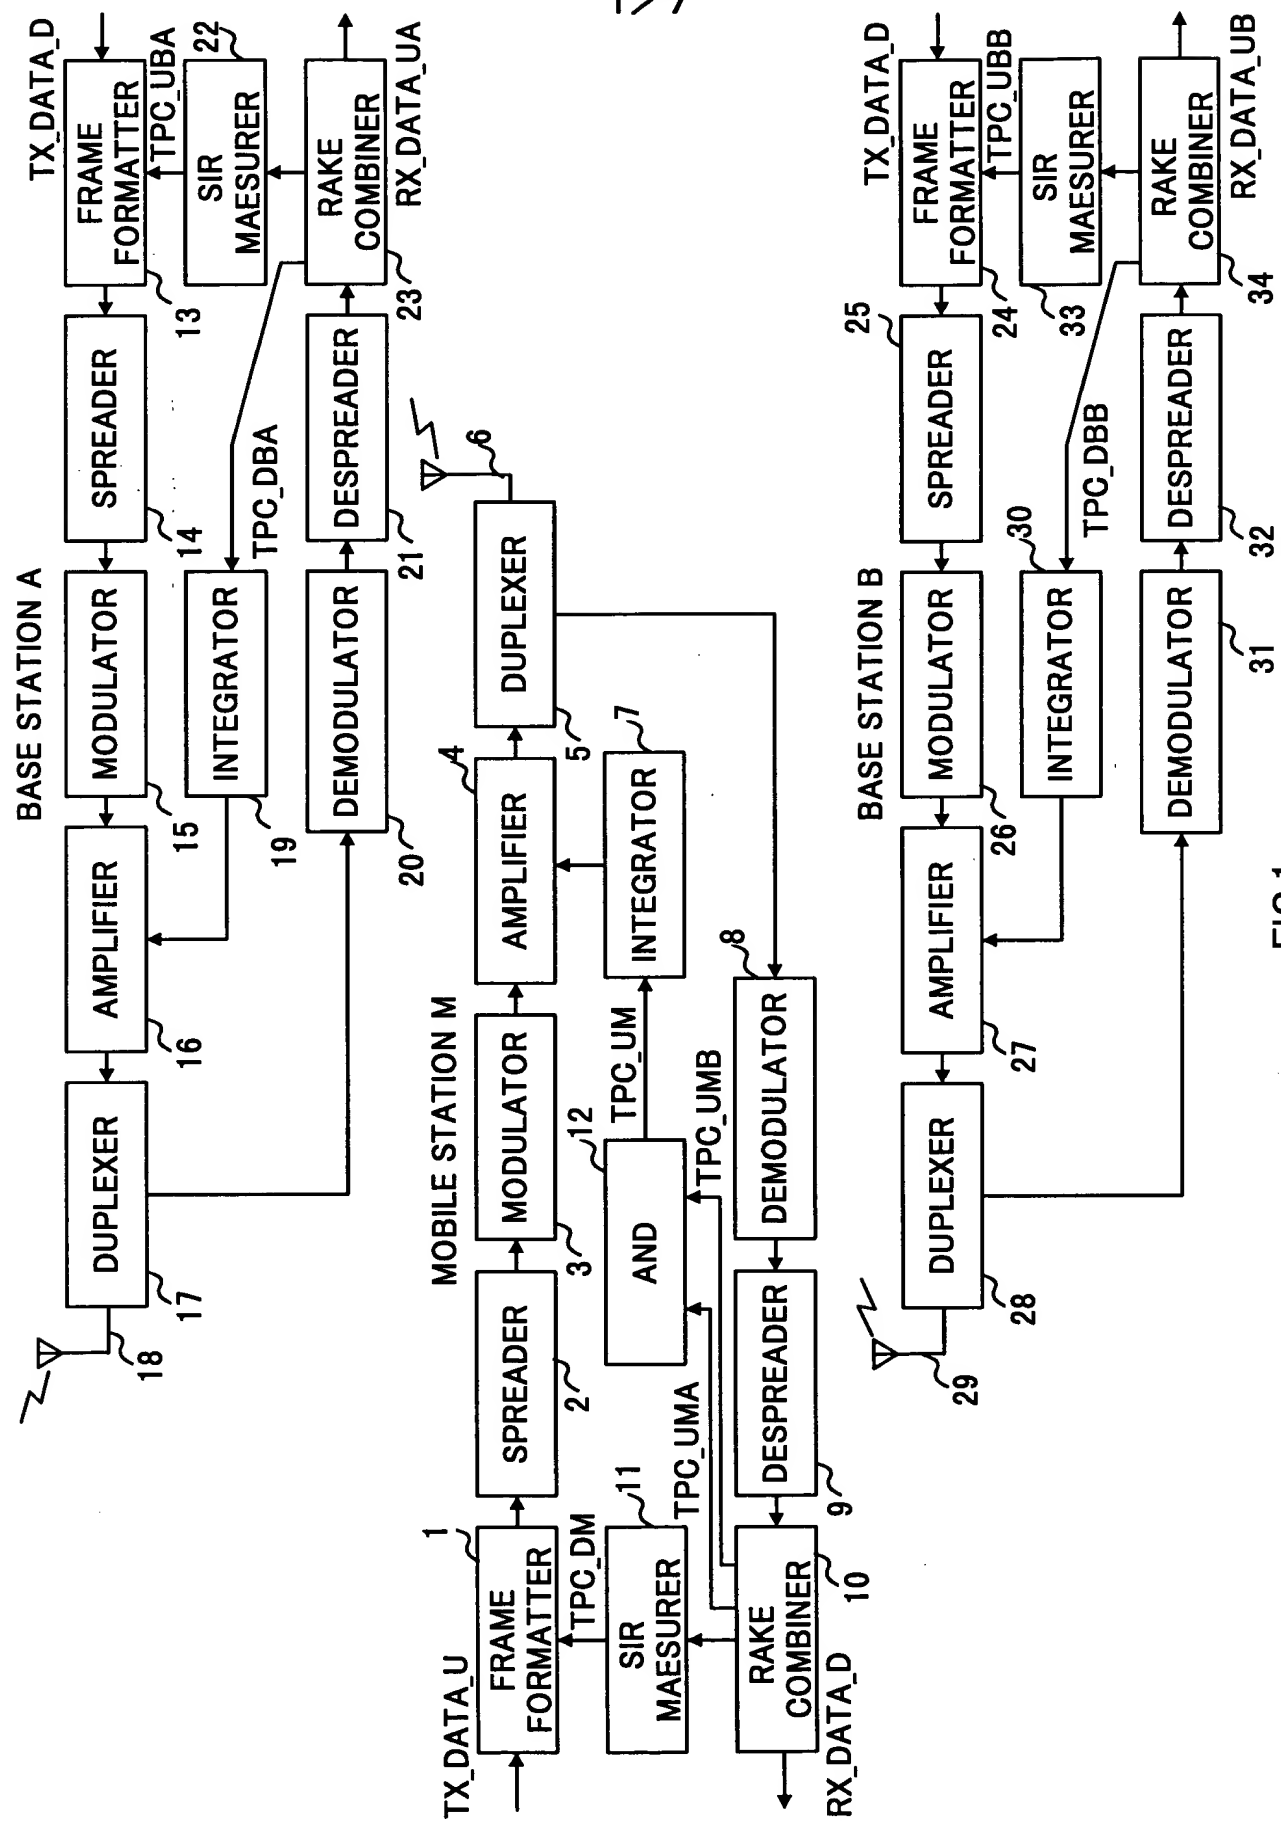 BASE STATION A
TX_DATA_D
FRAME
FORMATTER
13
SPREADER
14
MODULATOR
15
AMPLIFIER
16
DUPLEXER
17
18
TPC_UBA
SIR
MAESURER
22
TPC_DBA
INTEGRATOR
19
RAKE
COMBINER
23
RX_DATA_UA
DESPREADER
21
DEMODULATOR
20
MOBILE STATION M
TX_DATA_U
FRAME
FORMATTER
1
SPREADER
2
MODULATOR
3
AMPLIFIER
4
DUPLEXER
5
6
TPC_DM
SIR
MAESURER
11
TPC_UMA
AND
12
TPC_UM
TPC_UMB
INTEGRATOR
7
RAKE
COMBINER
10
RX_DATA_D
DESPREADER
9
DEMODULATOR
8
BASE STATION B
TX_DATA_D
FRAME
FORMATTER
24
SPREADER
25
MODULATOR
26
AMPLIFIER
27
DUPLEXER
28
29
TPC_UBB
SIR
MAESURER
33
TPC_DBB
INTEGRATOR
30
RAKE
COMBINER
34
RX_DATA_UB
DESPREADER
32
DEMODULATOR
31